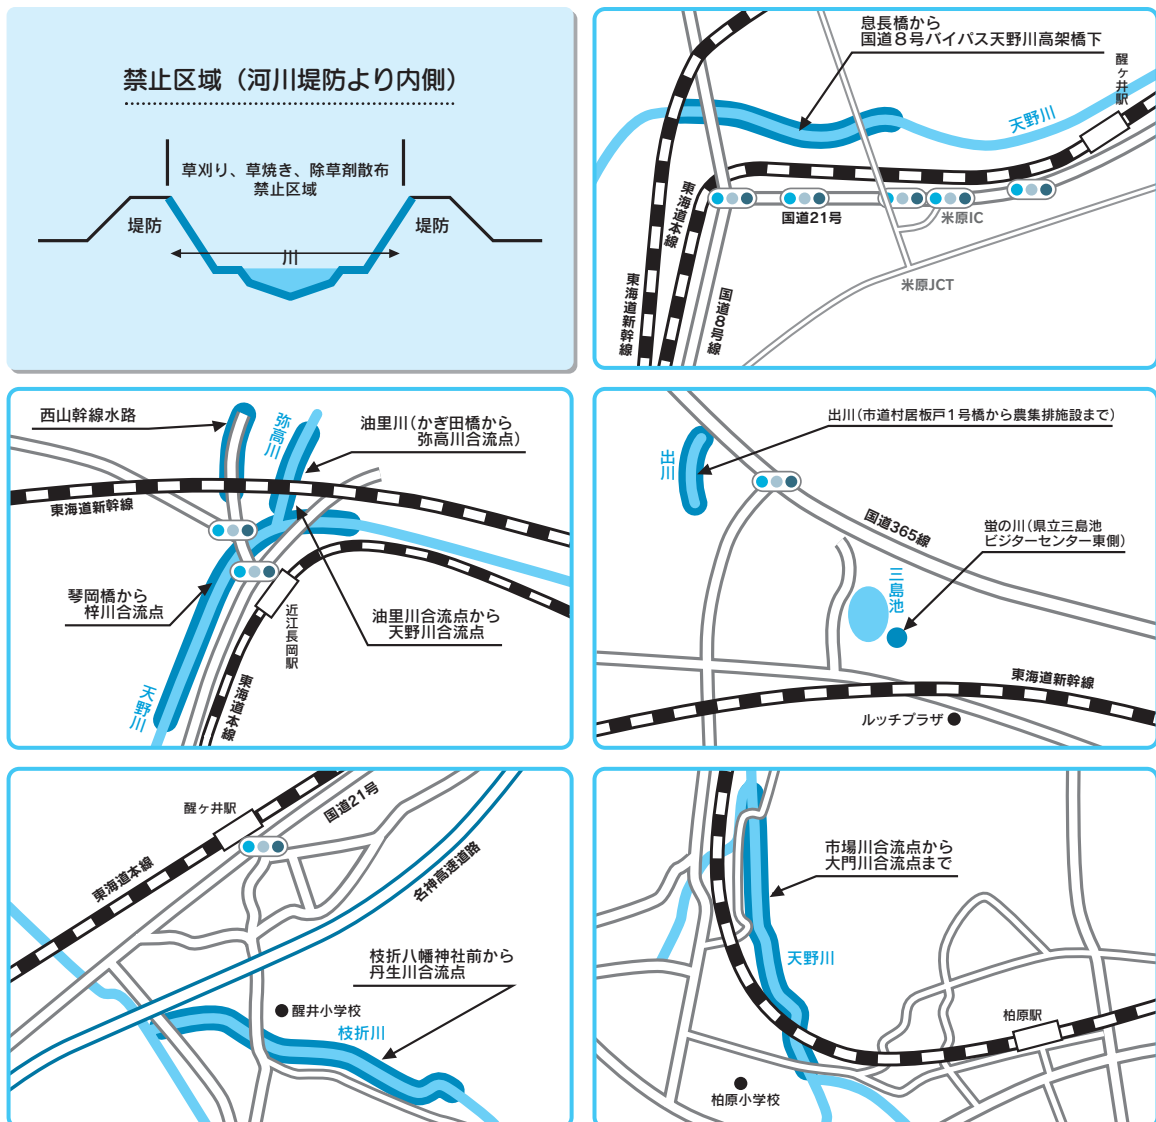 禁止区域（河川堤防より内側）
草刈り、草焼き、除草剤散布
禁止区域
堤防
堤防
川
息長橋から
国道８号バイパス天野川高架橋下
醒ヶ井駅
天野川
東海道本線
国道21号
米原IC
米原JCT
東海道新幹線
国道８号線
西山幹線水路
弥高川
油里川（かぎ田橋から
弥高川合流点）
東海道新幹線
琴岡橋から
梓川合流点
近江長岡駅
油里川合流点から
天野川合流点
天野川
東海道本線
出川（市道村居板戸１号橋から農集排施設まで）
出川
国道365線
蛍の川（県立三島池
ビジターセンター東側）
三島池
東海道新幹線
ルッチプラザ
醒ヶ井駅
国道21号
東海道本線
名神高速道路
枝折八幡神社前から
丹生川合流点
醒井小学校
枝折川
市場川合流点から
大門川合流点まで
天野川
柏原駅
柏原小学校